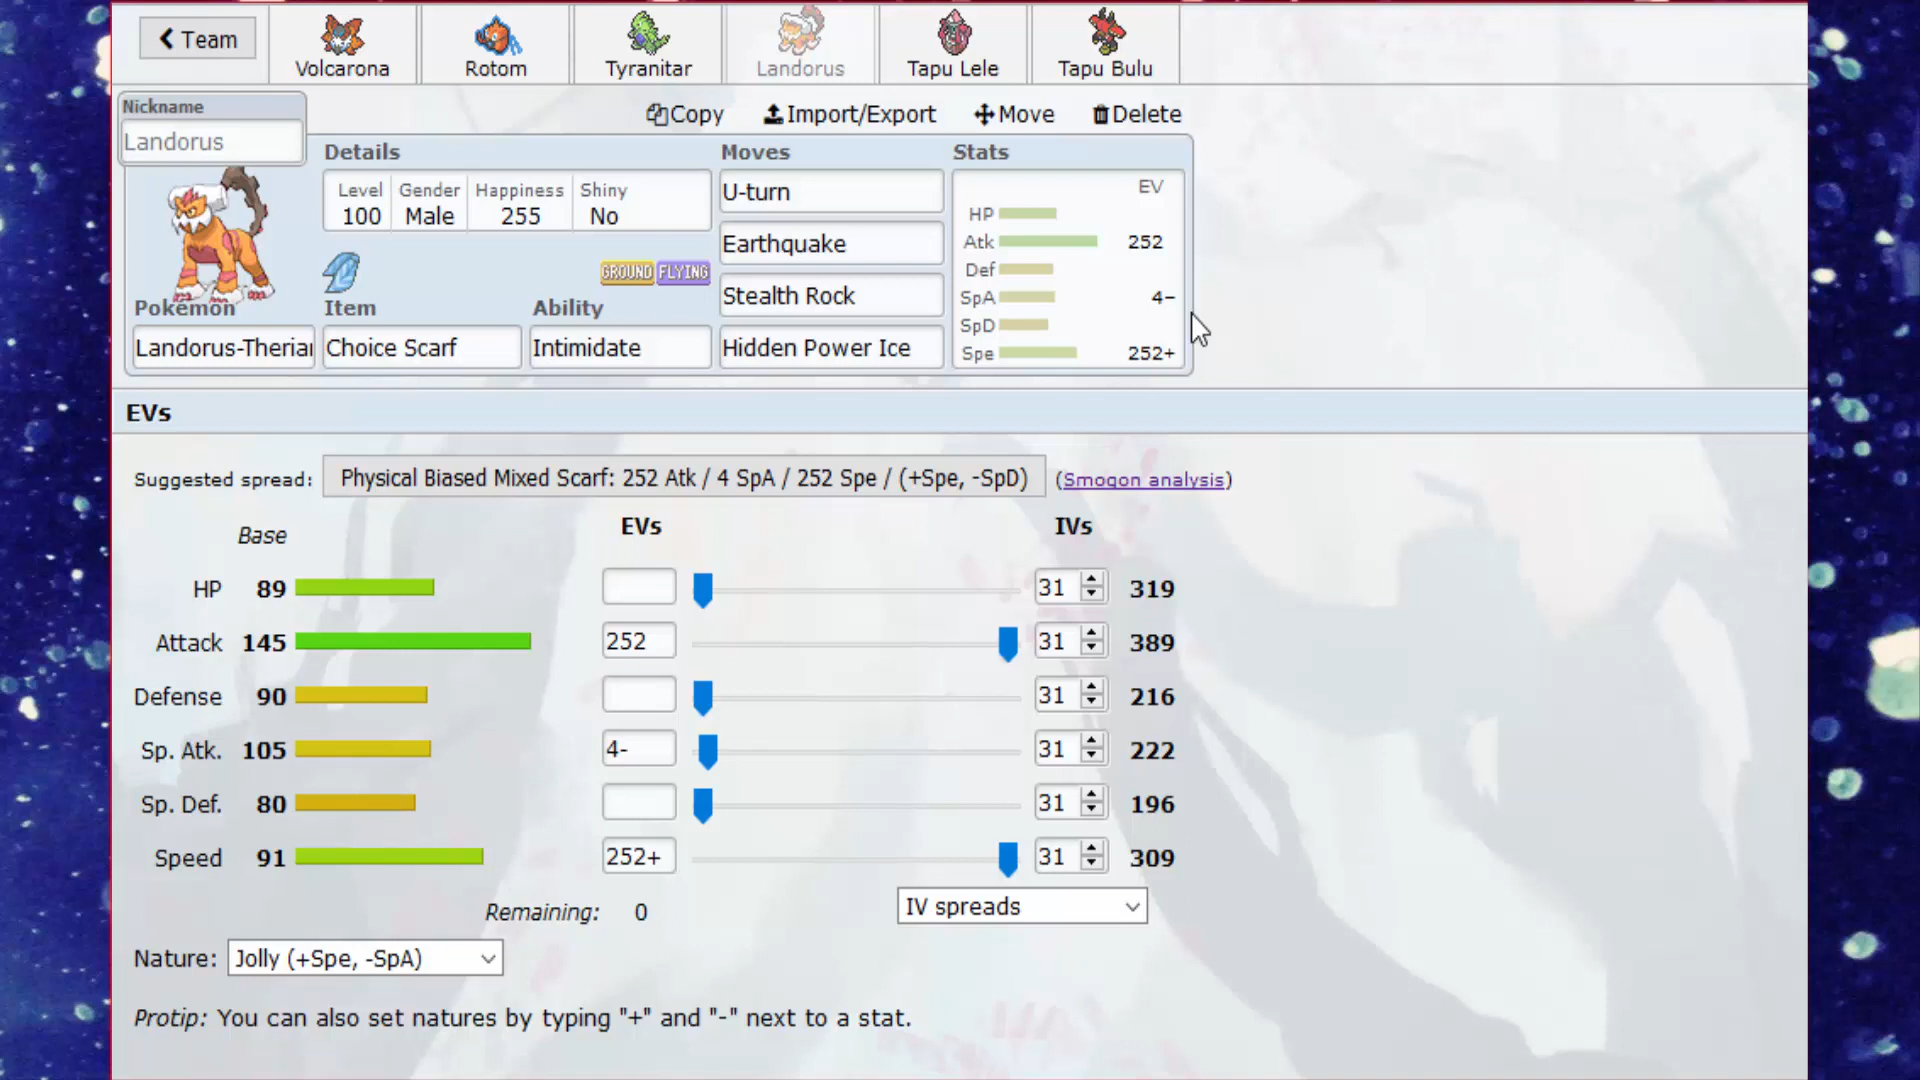 Team
Volcarona
Rotom
Tyranitar
Landorus
Tapu Lele
Tapu Bulu
Nickname
Landorus
Copy
Import/Export
Move
Delete
Details
Moves
Stats
Level
Gender
Happiness
Shiny
100
Male
255
No
U-turn
Earthquake
Stealth Rock
Hidden Power Ice
EV
HP
Atk 252
Def
SpA 4−
SpD
Spe 252+
GROUND FLYING
Pokémon
Item
Ability
Landorus-Therian
Choice Scarf
Intimidate
EVs
Suggested spread: Physical Biased Mixed Scarf: 252 Atk / 4 SpA / 252 Spe / (+Spe, -SpD) (Smogon analysis)
Base EVs IVs
HP 89 31 319
Attack 145 252 31 389
Defense 90 31 216
Sp. Atk. 105 4- 31 222
Sp. Def. 80 31 196
Speed 91 252+ 31 309
Remaining: 0
IV spreads
Nature: Jolly (+Spe, -SpA)
Protip: You can also set natures by typing "+" and "-" next to a stat.